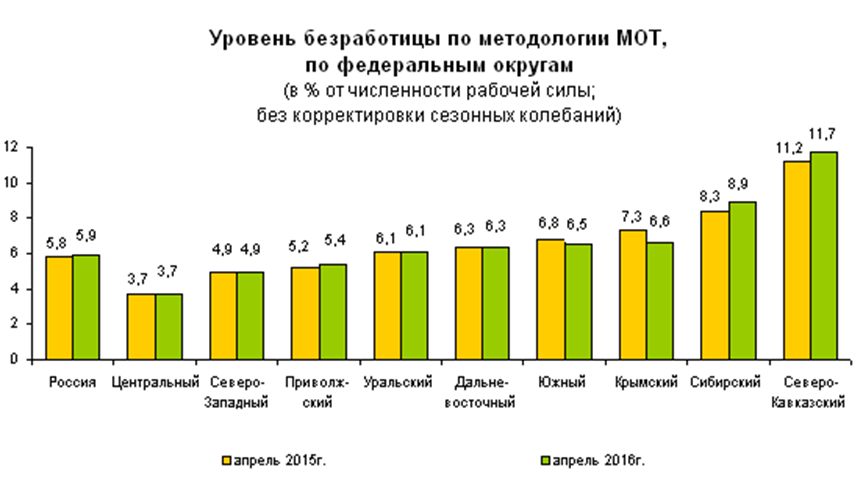 Уровень безработицы по методологии МОТ,
по федеральным округам
(в % от численности рабочей силы;
без корректировки сезонных колебаний)
12
10
8
6
4
2
0
5,8 5,9
3,7 3,7
4,9 4,9
5,2 5,4
6,1 6,1
6,3 6,3
6,8 6,5
7,3 6,6
8,3 8,9
11,2 11,7
Россия
Центральный
Северо-
Западный
Приволж-
ский
Уральский
Дальне-
восточный
Южный
Крымский
Сибирский
Северо-
Кавказский
апрель 2015г.
апрель 2016г.